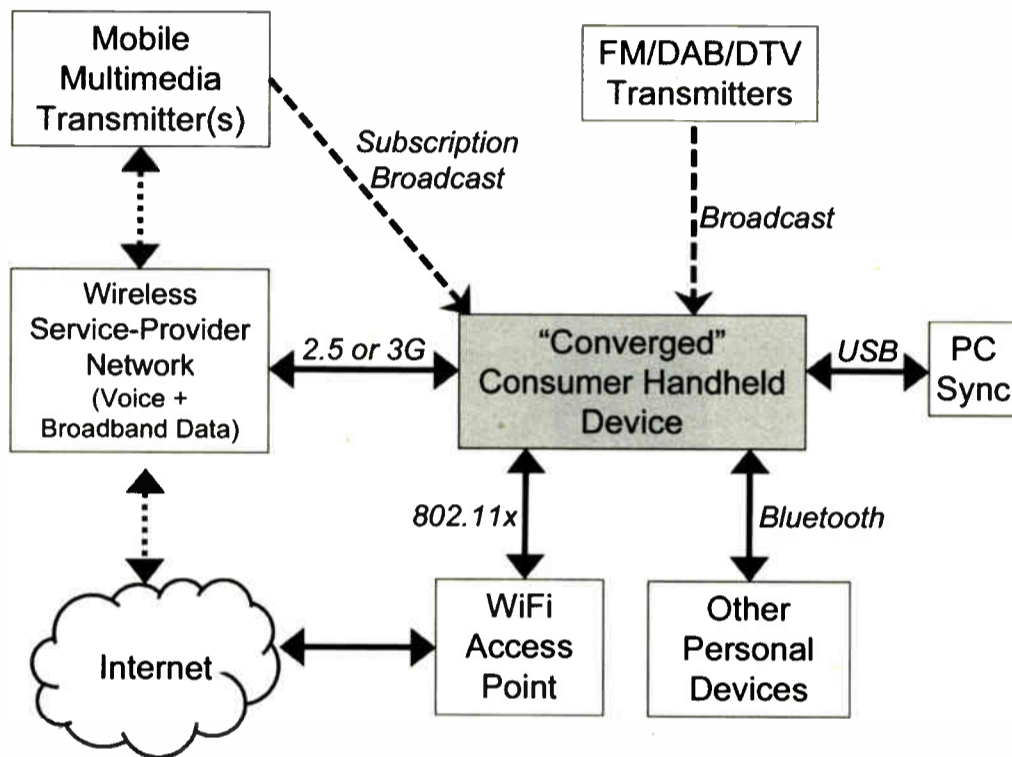 Mobile
Multimedia
Transmitter(s)
FM/DAB/DTV
Transmitters
Subscription
Broadcast
Broadcast
Wireless
Service-Provider
Network
(Voice +
Broadband Data)
2.5 or 3G
“Converged”
Consumer Handheld
Device
USB
PC
Sync
802.11x
Bluetooth
Internet
WiFi
Access
Point
Other
Personal
Devices